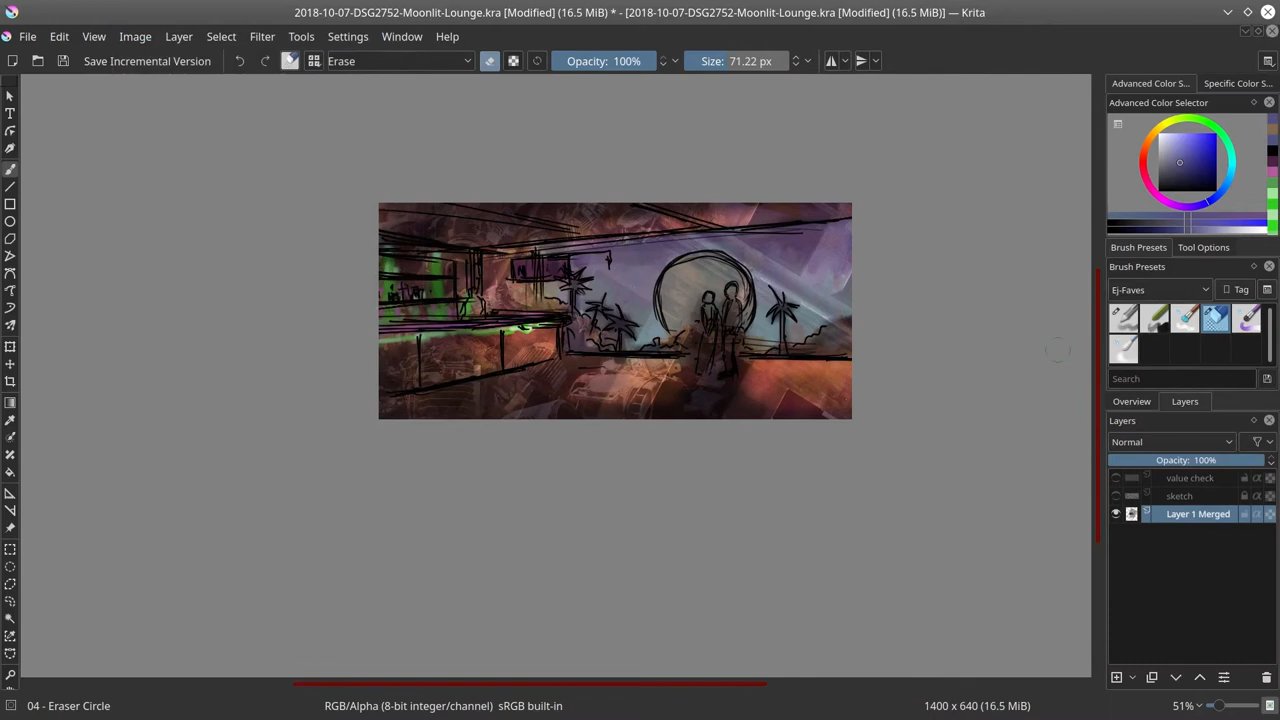 2018-10-07-DSG2752-Moonlit-Lounge.kra [Modified] (16.5 MiB) * - [2018-10-07-DSG2752-Moonlit-Lounge.kra [Modified] (16.5 MiB)] - Krita
File Edit View Image Layer Select Filter Tools Settings Window Help
Save Incremental Version Erase Opacity: 100% Size: 71.22 px
Advanced Color S... Specific Color S...
Advanced Color Selector
Brush Presets Tool Options
Brush Presets
Ej-Faves Tag
Search
Overview Layers
Layers
Normal
Opacity: 100%
value check
sketch
Layer 1 Merged
04 - Eraser Circle RGB/Alpha (8-bit integer/channel) sRGB built-in 1400 x 640 (16.5 MiB) 51%